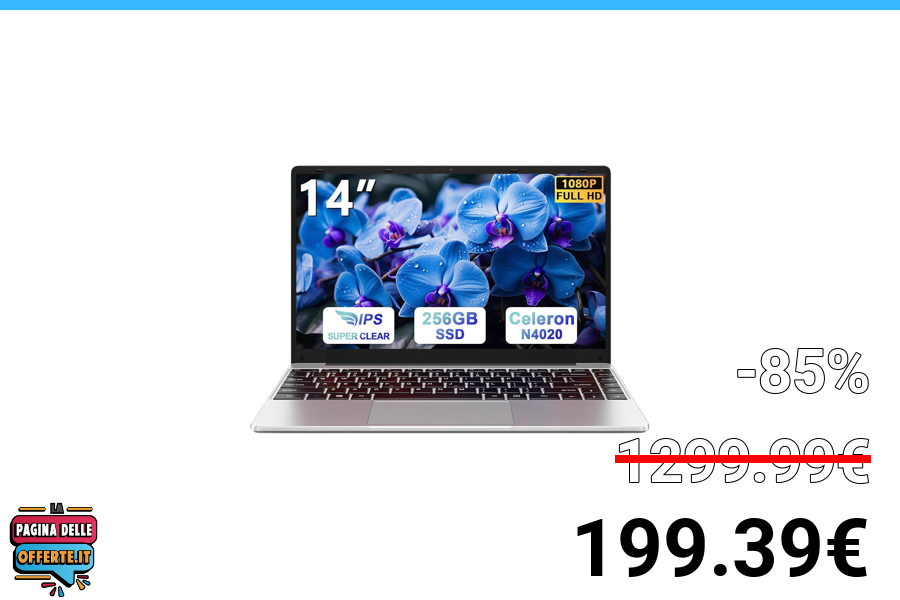 14”
1080P
FULL HD
IPS
SUPER CLEAR
256GB
SSD
Celeron
N4020
-85%
1299.99€
199.39€
LA
PAGINA DELLE
OFFERTE.IT